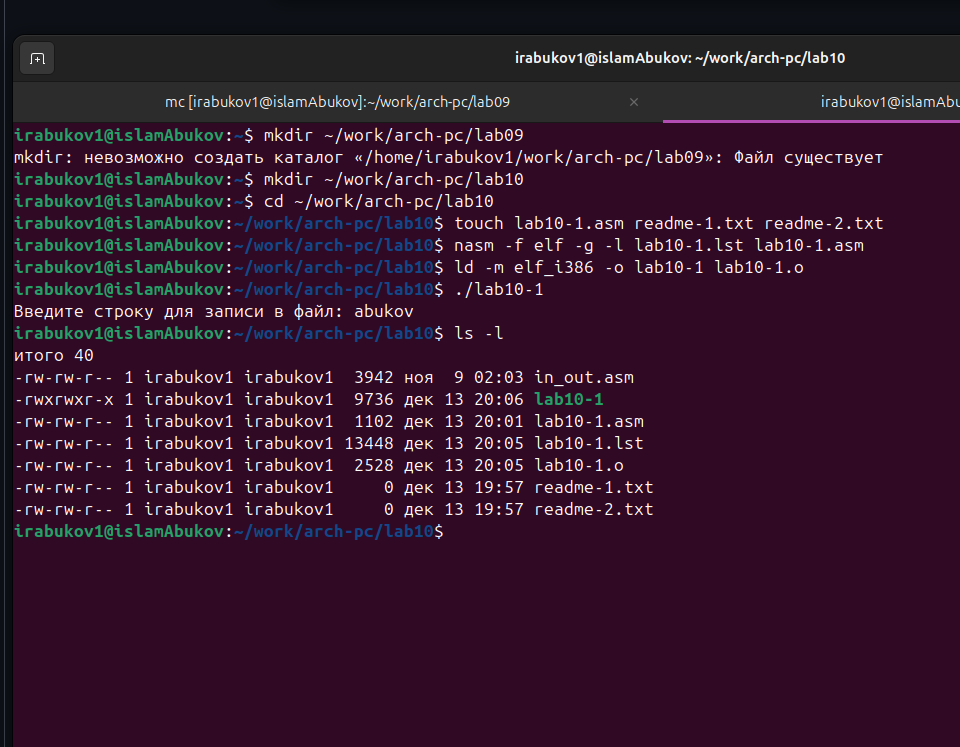 irabukov1@islamAbukov: ~/work/arch-pc/lab10
mc [irabukov1@islamAbukov]:~/work/arch-pc/lab09 × irabukov1@islamAbu
irabukov1@islamAbukov:~$ mkdir ~/work/arch-pc/lab09
mkdir: невозможно создать каталог «/home/irabukov1/work/arch-pc/lab09»: Файл существует
irabukov1@islamAbukov:~$ mkdir ~/work/arch-pc/lab10
irabukov1@islamAbukov:~$ cd ~/work/arch-pc/lab10
irabukov1@islamAbukov:~/work/arch-pc/lab10$ touch lab10-1.asm readme-1.txt readme-2.txt
irabukov1@islamAbukov:~/work/arch-pc/lab10$ nasm -f elf -g -l lab10-1.lst lab10-1.asm
irabukov1@islamAbukov:~/work/arch-pc/lab10$ ld -m elf_i386 -o lab10-1 lab10-1.o
irabukov1@islamAbukov:~/work/arch-pc/lab10$ ./lab10-1
Введите строку для записи в файл: abukov
irabukov1@islamAbukov:~/work/arch-pc/lab10$ ls -l
итого 40
-rw-rw-r-- 1 irabukov1 irabukov1  3942 ноя  9 02:03 in_out.asm
-rwxrwxr-x 1 irabukov1 irabukov1  9736 дек 13 20:06 lab10-1
-rw-rw-r-- 1 irabukov1 irabukov1  1102 дек 13 20:01 lab10-1.asm
-rw-rw-r-- 1 irabukov1 irabukov1 13448 дек 13 20:05 lab10-1.lst
-rw-rw-r-- 1 irabukov1 irabukov1  2528 дек 13 20:05 lab10-1.o
-rw-rw-r-- 1 irabukov1 irabukov1     0 дек 13 19:57 readme-1.txt
-rw-rw-r-- 1 irabukov1 irabukov1     0 дек 13 19:57 readme-2.txt
irabukov1@islamAbukov:~/work/arch-pc/lab10$